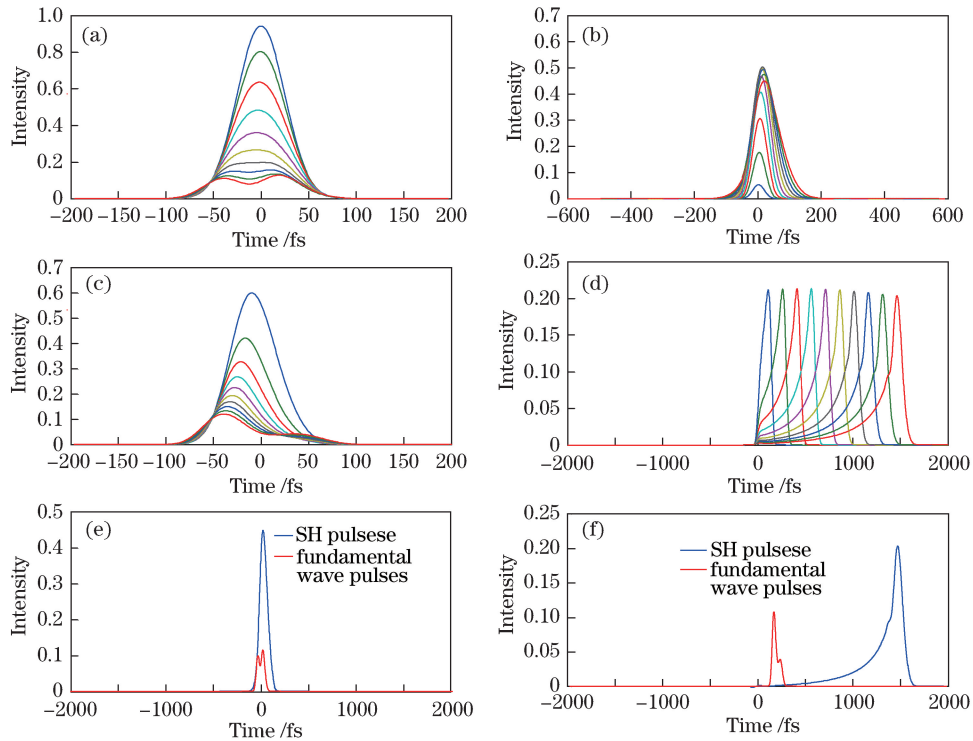 (a)
Intensity
1.0
0.8
0.6
0.4
0.2
0
−200 −150 −100 −50 0 50 100 150 200
Time /fs
(b)
Intensity
0.7
0.6
0.5
0.4
0.3
0.2
0.1
0
−600 −400 −200 0 200 400 600
Time /fs
(c)
Intensity
0.7
0.6
0.5
0.4
0.3
0.2
0.1
0
−200 −150 −100 −50 0 50 100 150 200
Time /fs
(d)
Intensity
0.25
0.20
0.15
0.10
0.05
0
−2000 −1000 0 1000 2000
Time /fs
(e)
SH pulsese
fundamental
wave pulses
Intensity
0.5
0.4
0.3
0.2
0.1
0
−2000 −1000 0 1000 2000
Time /fs
(f)
SH pulsese
fundamental
wave pulses
Intensity
0.25
0.20
0.15
0.10
0.05
0
−2000 −1000 0 1000 2000
Time /fs